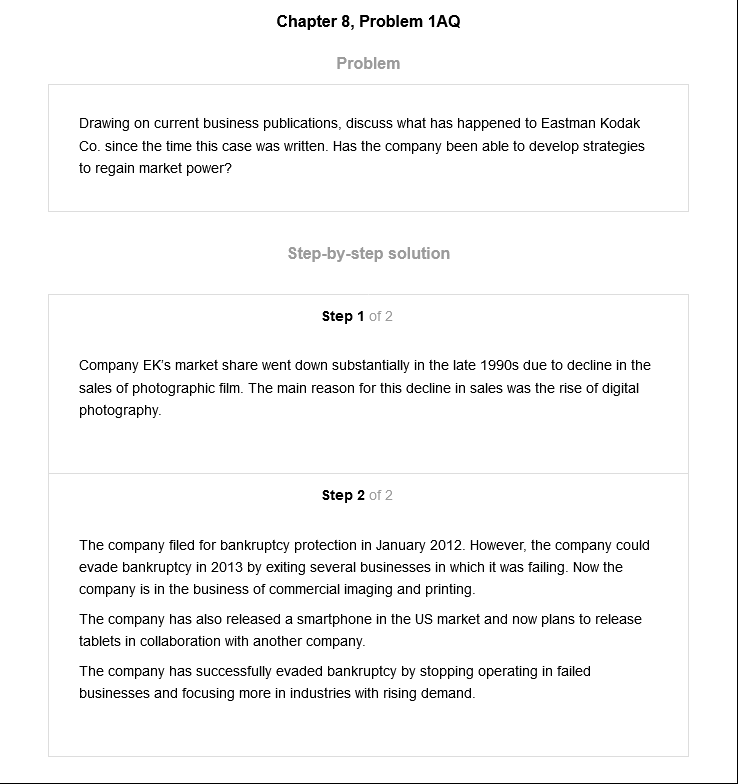 Chapter 8, Problem 1AQ
Problem
Drawing on current business publications, discuss what has happened to Eastman Kodak
Co. since the time this case was written. Has the company been able to develop strategies
to regain market power?
Step-by-step solution
Step 1 of 2
Company EK's market share went down substantially in the late 1990s due to decline in the
sales of photographic film. The main reason for this decline in sales was the rise of digital
photography.
Step 2 of 2
The company filed for bankruptcy protection in January 2012. However, the company could
evade bankruptcy in 2013 by exiting several businesses in which it was failing. Now the
company is in the business of commercial imaging and printing.
The company has also released a smartphone in the US market and now plans to release
tablets in collaboration with another company.
The company has successfully evaded bankruptcy by stopping operating in failed
businesses and focusing more in industries with rising demand.